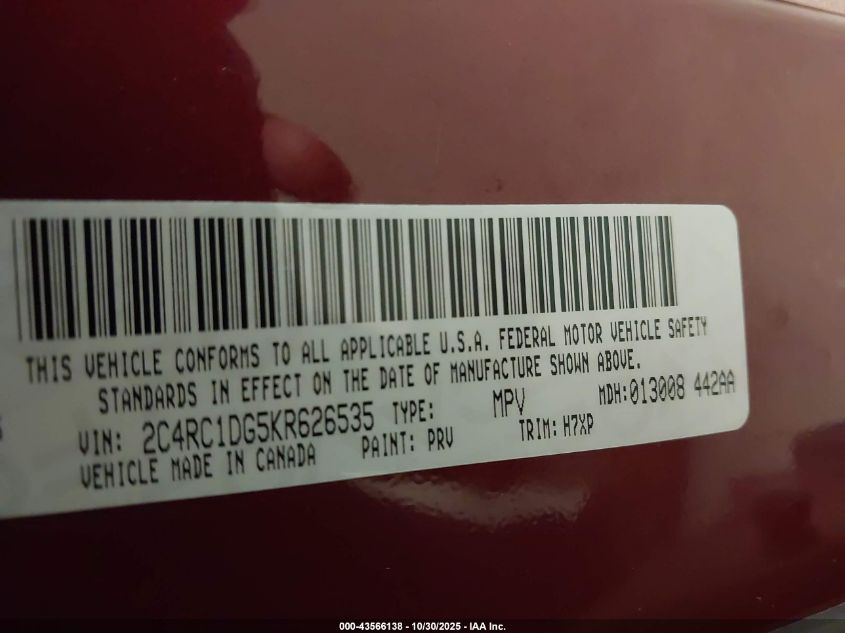 THIS VEHICLE CONFORMS TO ALL APPLICABLE U.S.A. FEDERAL MOTOR VEHICLE SAFETY
STANDARDS IN EFFECT ON THE DATE OF MANUFACTURE SHOWN ABOVE.
VIN: 2C4RC1DG5KR626535 TYPE: MPV MDH:013008 442AA
VEHICLE MADE IN CANADA PAINT: PRV TRIM: H7XP
000-43566138 - 10/30/2025 - IAA Inc.